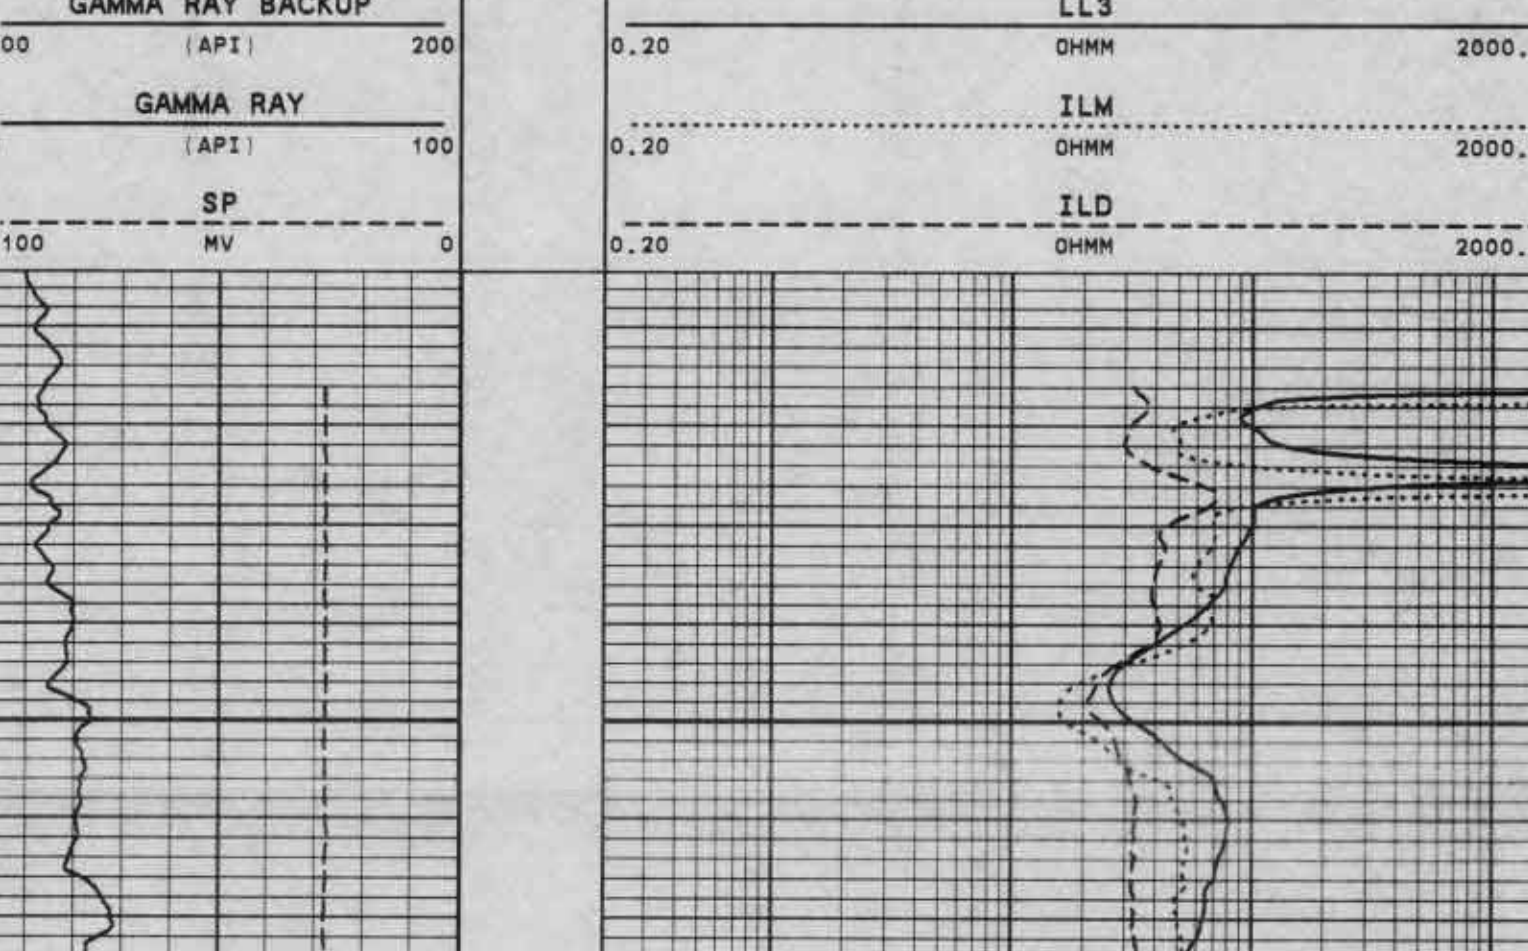 GAMMA RAY BACKUP
00 (API) 200
GAMMA RAY
(API) 100
SP
100 MV 0
LL3
0.20 OHMM 2000.
ILM
0.20 OHMM 2000.
ILD
0.20 OHMM 2000.